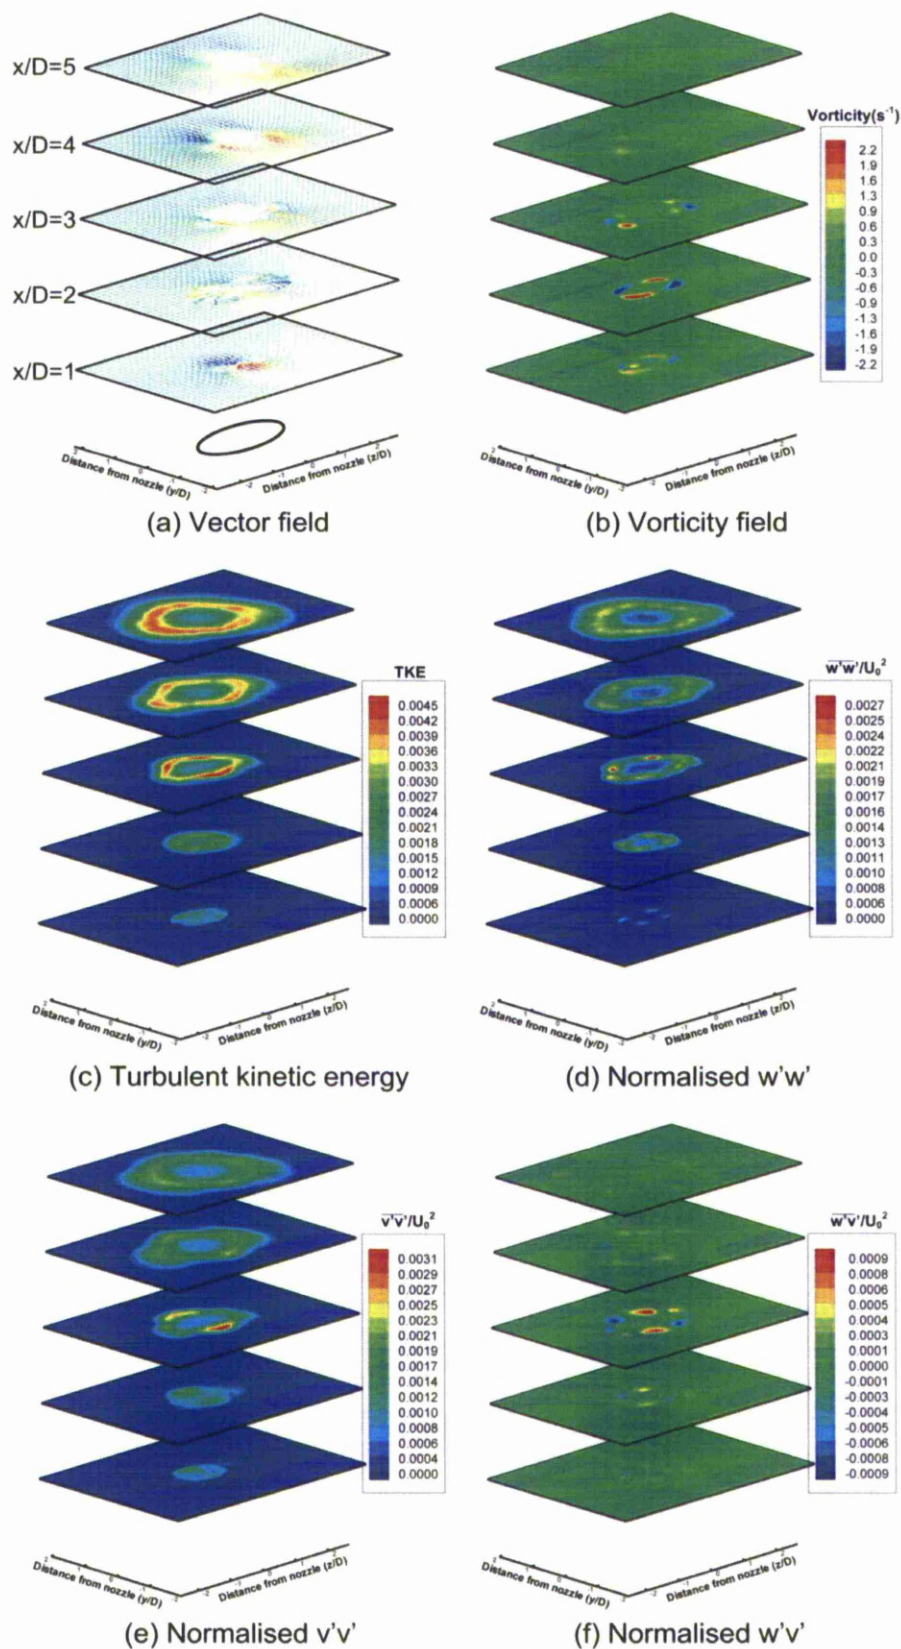 x/D=5
x/D=4
x/D=3
x/D=2
x/D=1
Distance from nozzle (y/D)
Distance from nozzle (z/D)
(a) Vector field
Vorticity(s⁻¹)
2.2
1.9
1.6
1.3
0.9
0.6
0.3
0.0
-0.3
-0.6
-0.9
-1.3
-1.6
-1.9
-2.2
Distance from nozzle (y/D)
Distance from nozzle (z/D)
(b) Vorticity field
TKE
0.0045
0.0042
0.0039
0.0036
0.0033
0.0030
0.0027
0.0024
0.0021
0.0018
0.0015
0.0012
0.0009
0.0006
0.0000
Distance from nozzle (y/D)
Distance from nozzle (z/D)
(c) Turbulent kinetic energy
w'w'/U₀²
0.0027
0.0025
0.0024
0.0022
0.0021
0.0019
0.0017
0.0016
0.0014
0.0013
0.0011
0.0010
0.0008
0.0006
0.0000
Distance from nozzle (y/D)
Distance from nozzle (z/D)
(d) Normalised w'w'
v'v'/U₀²
0.0031
0.0029
0.0027
0.0025
0.0023
0.0021
0.0019
0.0017
0.0014
0.0012
0.0010
0.0008
0.0006
0.0004
0.0000
Distance from nozzle (y/D)
Distance from nozzle (z/D)
(e) Normalised v'v'
w'v'/U₀²
0.0009
0.0008
0.0006
0.0005
0.0004
0.0003
0.0001
0.0000
-0.0001
-0.0003
-0.0004
-0.0005
-0.0006
-0.0008
-0.0009
Distance from nozzle (y/D)
Distance from nozzle (z/D)
(f) Normalised w'v'